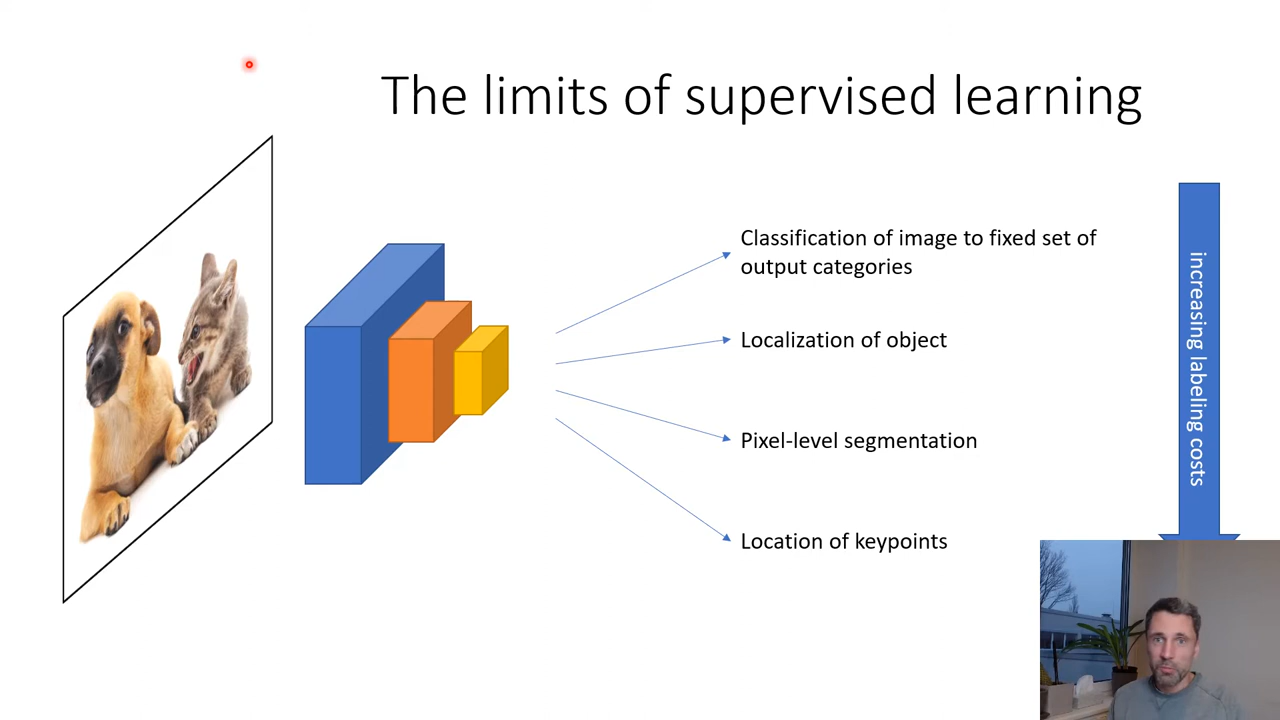 The limits of supervised learning
Classification of image to fixed set of
output categories
Localization of object
Pixel-level segmentation
Location of keypoints
increasing labeling costs